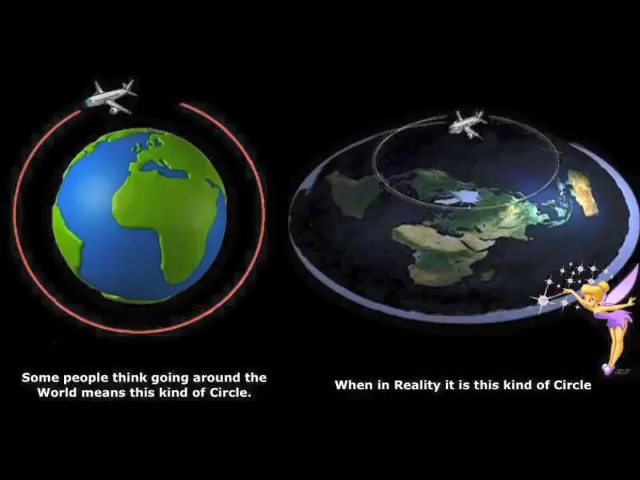 Some people think going around the
World means this kind of Circle.
When in Reality it is this kind of Circle